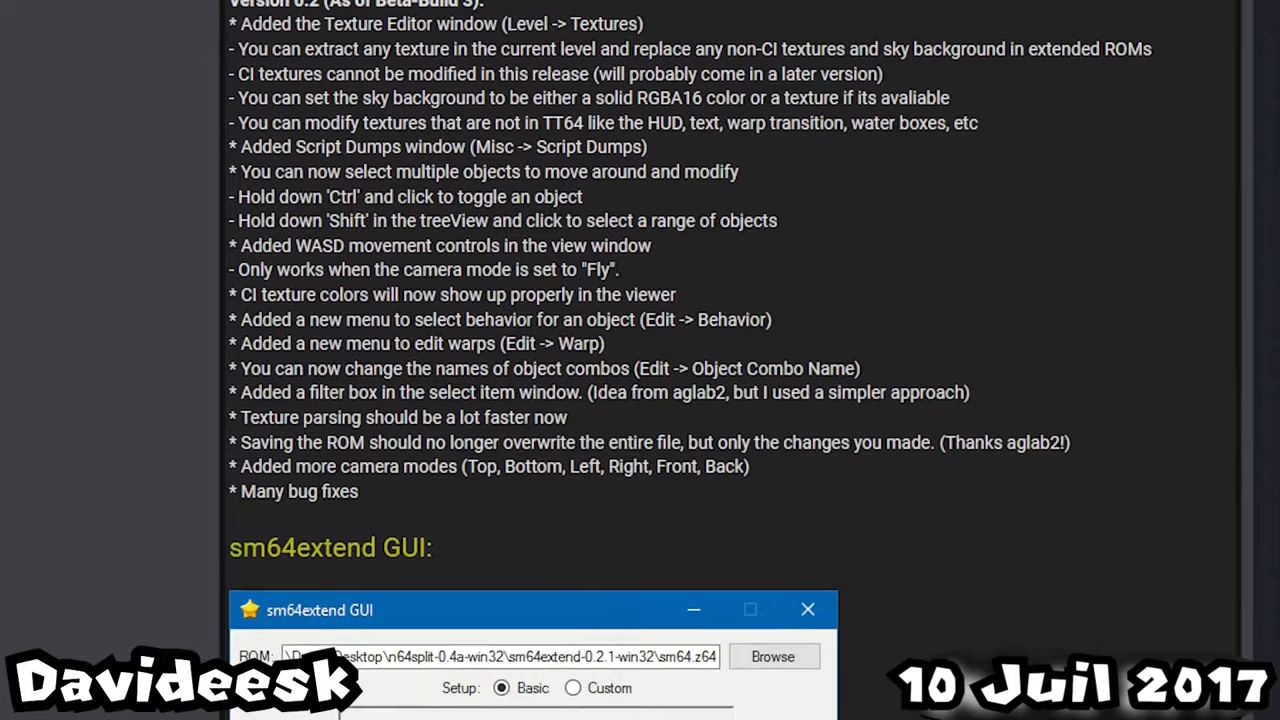 Version 0.2 (As of Beta-Build 3):
* Added the Texture Editor window (Level -> Textures)
- You can extract any texture in the current level and replace any non-CI textures and sky background in extended ROMs
- CI textures cannot be modified in this release (will probably come in a later version)
- You can set the sky background to be either a solid RGBA16 color or a texture if its avaliable
- You can modify textures that are not in TT64 like the HUD, text, warp transition, water boxes, etc
* Added Script Dumps window (Misc -> Script Dumps)
* You can now select multiple objects to move around and modify
- Hold down 'Ctrl' and click to toggle an object
- Hold down 'Shift' in the treeView and click to select a range of objects
* Added WASD movement controls in the view window
- Only works when the camera mode is set to "Fly".
* CI texture colors will now show up properly in the viewer
* Added a new menu to select behavior for an object (Edit -> Behavior)
* Added a new menu to edit warps (Edit -> Warp)
* You can now change the names of object combos (Edit -> Object Combo Name)
* Added a filter box in the select item window. (Idea from aglab2, but I used a simpler approach)
* Texture parsing should be a lot faster now
* Saving the ROM should no longer overwrite the entire file, but only the changes you made. (Thanks aglab2!)
* Added more camera modes (Top, Bottom, Left, Right, Front, Back)
* Many bug fixes
sm64extend GUI:
sm64extend GUI
ROM: esktop\n64split-0.4a-win32\sm64extend-0.2.1-win32\sm64.z64 Browse
Setup: Basic Custom
Davideesk
10 Juil 2017